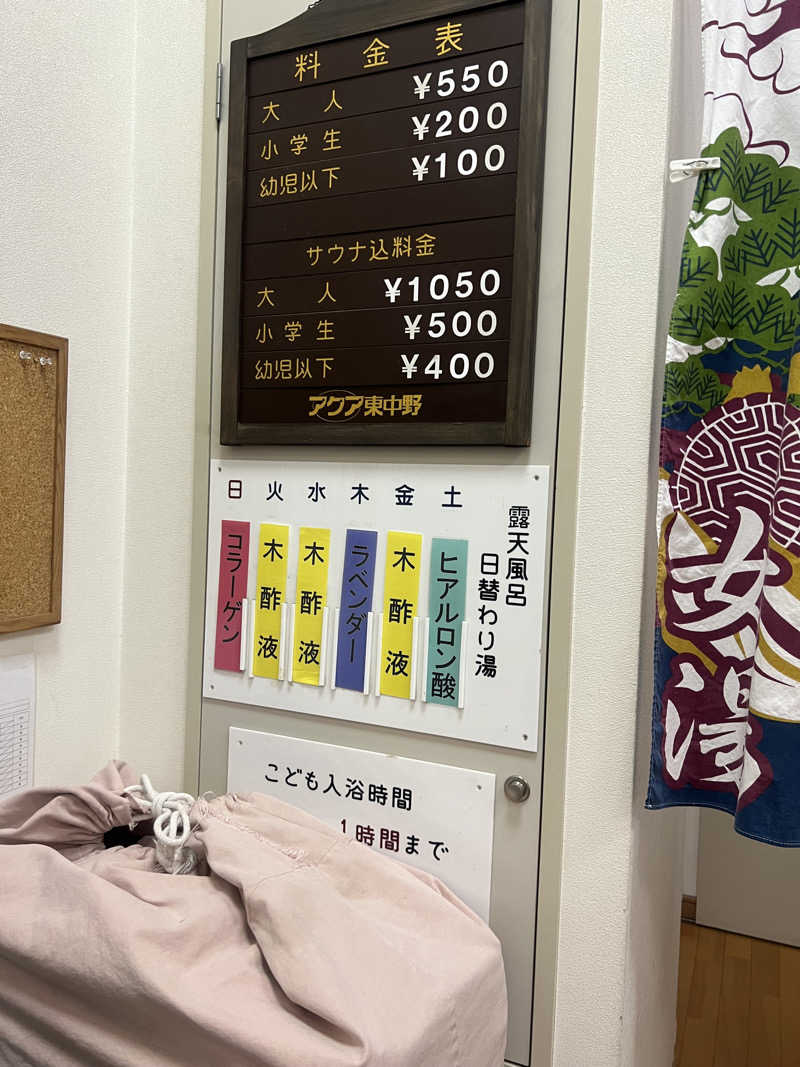 料金表
大人 ¥550
小学生 ¥200
幼児以下 ¥100
サウナ込料金
大人 ¥1050
小学生 ¥500
幼児以下 ¥400
アクア東中野
露天風呂
日替わり湯
日 火 水 木 金 土
コラーゲン
木酢液
木酢液
ラベンダー
木酢液
ヒアルロン酸
こども入浴時間
1時間まで
女湯